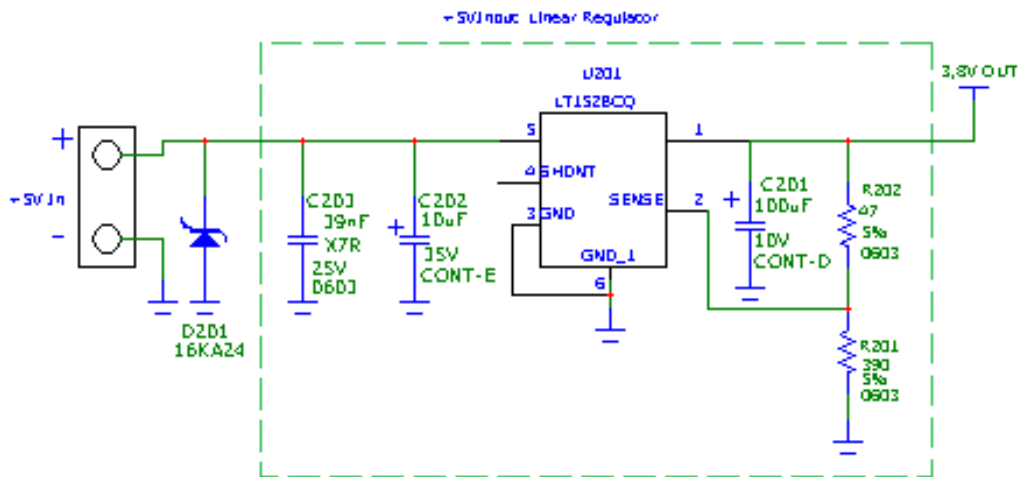 +5V Input Linear Regulator
U201
3,8V OUT
LT1528CQ
+
5
1
4
SHDNT
C203
C202
C201
R202
+5V In
39nF
10uF
3
GND
SENSE
2
+
100uF
47
X7R
+
5%
-
25V
35V
GND_1
10V
0603
0603
CONT-E
6
CONT-D
D201
R201
16KA24
390
5%
0603